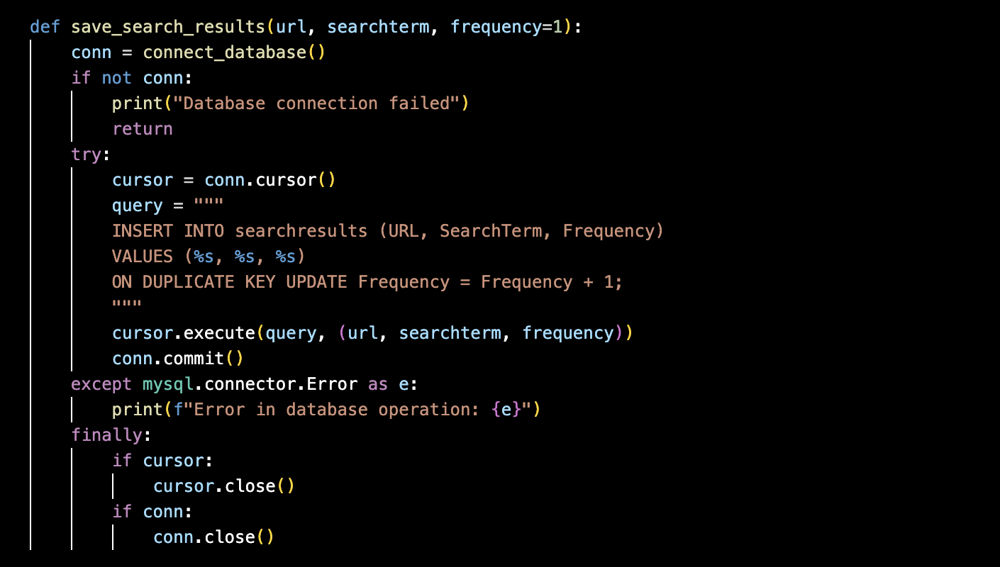 def save_search_results(url, searchterm, frequency=1):
    conn = connect_database()
    if not conn:
        print("Database connection failed")
        return
    try:
        cursor = conn.cursor()
        query = """
        INSERT INTO searchresults (URL, SearchTerm, Frequency)
        VALUES (%s, %s, %s)
        ON DUPLICATE KEY UPDATE Frequency = Frequency + 1;
        """
        cursor.execute(query, (url, searchterm, frequency))
        conn.commit()
    except mysql.connector.Error as e:
        print(f"Error in database operation: {e}")
    finally:
        if cursor:
            cursor.close()
        if conn:
            conn.close()